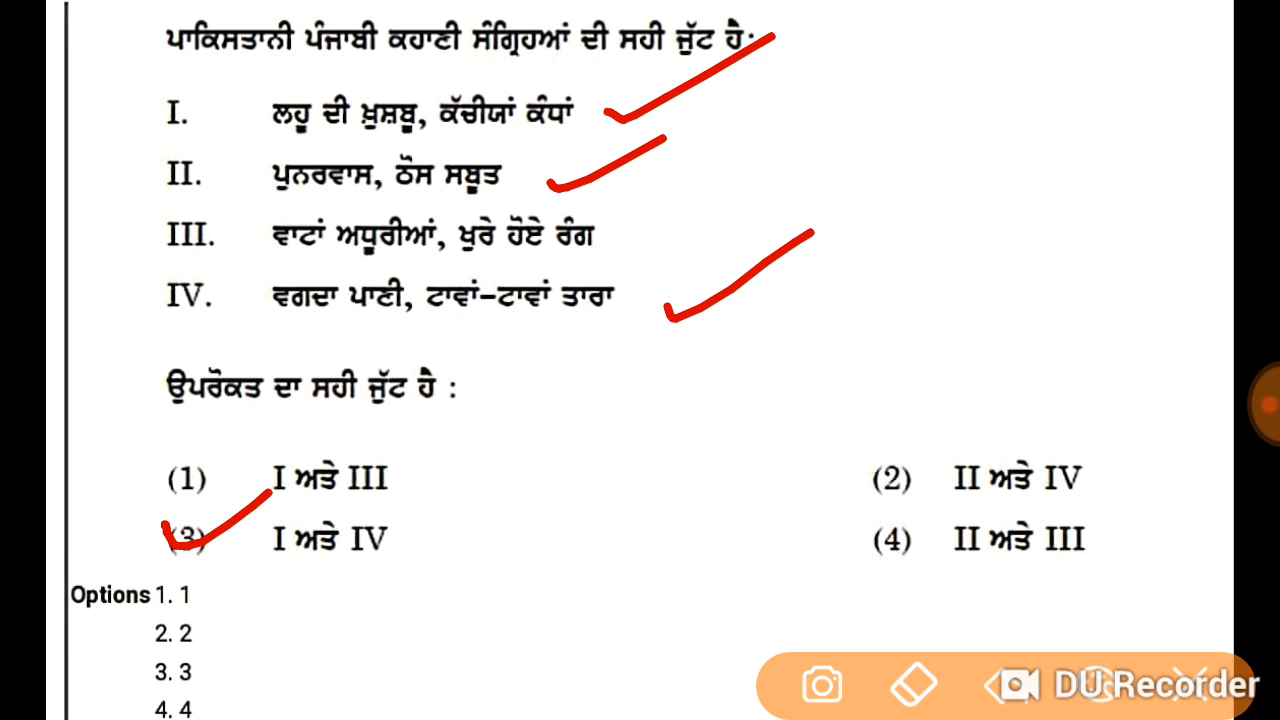 ਪਾਕਿਸਤਾਨੀ ਪੰਜਾਬੀ ਕਹਾਣੀ ਸੰਗ੍ਰਿਹਆਂ ਦੀ ਸਹੀ ਜੁੱਟ ਹੈ:
I. ਲਹੂ ਦੀ ਖ਼ੁਸ਼ਬੂ, ਕੱਚੀਯਾਂ ਕੰਧਾਂ
II. ਪੁਨਰਵਾਸ, ਠੋਸ ਸਬੂਤ
III. ਵਾਟਾਂ ਅਧੂਰੀਆਂ, ਖੁਰੇ ਹੋਏ ਰੰਗ
IV. ਵਗਦਾ ਪਾਣੀ, ਟਾਵਾਂ-ਟਾਵਾਂ ਤਾਰਾ
ਉਪਰੋਕਤ ਦਾ ਸਹੀ ਜੁੱਟ ਹੈ :
(1) I ਅਤੇ III (2) II ਅਤੇ IV
(3) I ਅਤੇ IV (4) II ਅਤੇ III
Options 1. 1
2. 2
3. 3
4. 4
DU Recorder